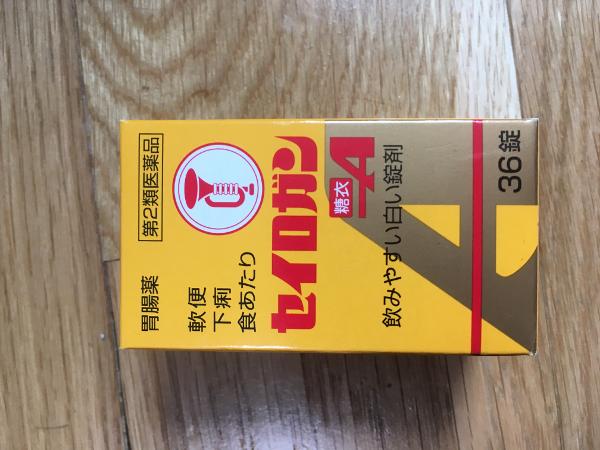 胃腸薬
第2類医薬品
軟便
下痢
食あたり
セイロガン
糖衣
A
飲みやすい白い錠剤
36錠